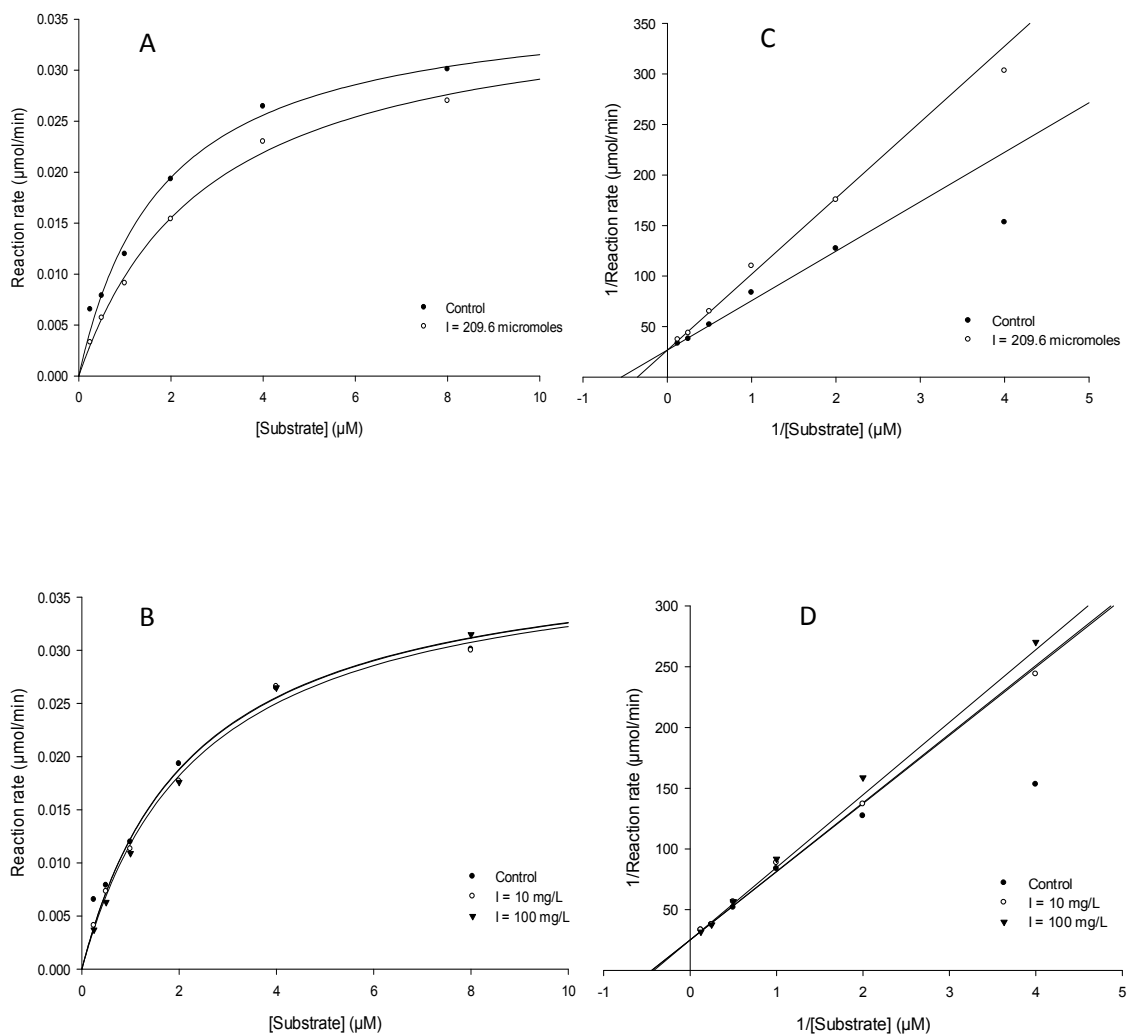 A
Reaction rate (µmol/min)
0.035
0.030
0.025
0.020
0.015
0.010
0.005
0.000
Control
I = 209.6 micromoles
0
2
4
6
8
10
[Substrate] (µM)
C
1/Reaction rate (µmol/min)
350
300
250
200
150
100
50
Control
I = 209.6 micromoles
-1
0
1
2
3
4
5
1/[Substrate] (µM)
B
Reaction rate (µmol/min)
0.035
0.030
0.025
0.020
0.015
0.010
0.005
0.000
Control
I = 10 mg/L
I = 100 mg/L
0
2
4
6
8
10
[Substrate] (µM)
D
1/Reaction rate (µmol/min)
300
250
200
150
100
50
Control
I = 10 mg/L
I = 100 mg/L
-1
0
1
2
3
4
5
1/[Substrate] (µM)